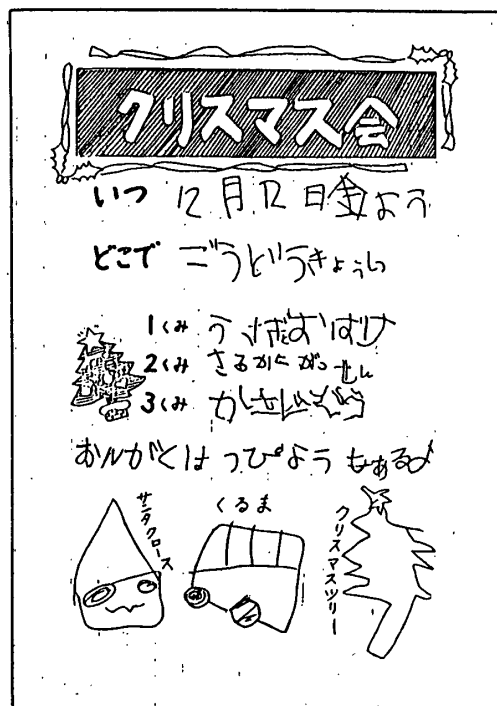 クリスマス会
いつ 12月12日金よう
どこで ごうどうきょうしつ
1くみ
2くみ さるかにがっせん
3くみ かさじぞう
おんがくはっぴょうもあるよ
サンタクロース
くるま
クリスマスツリー